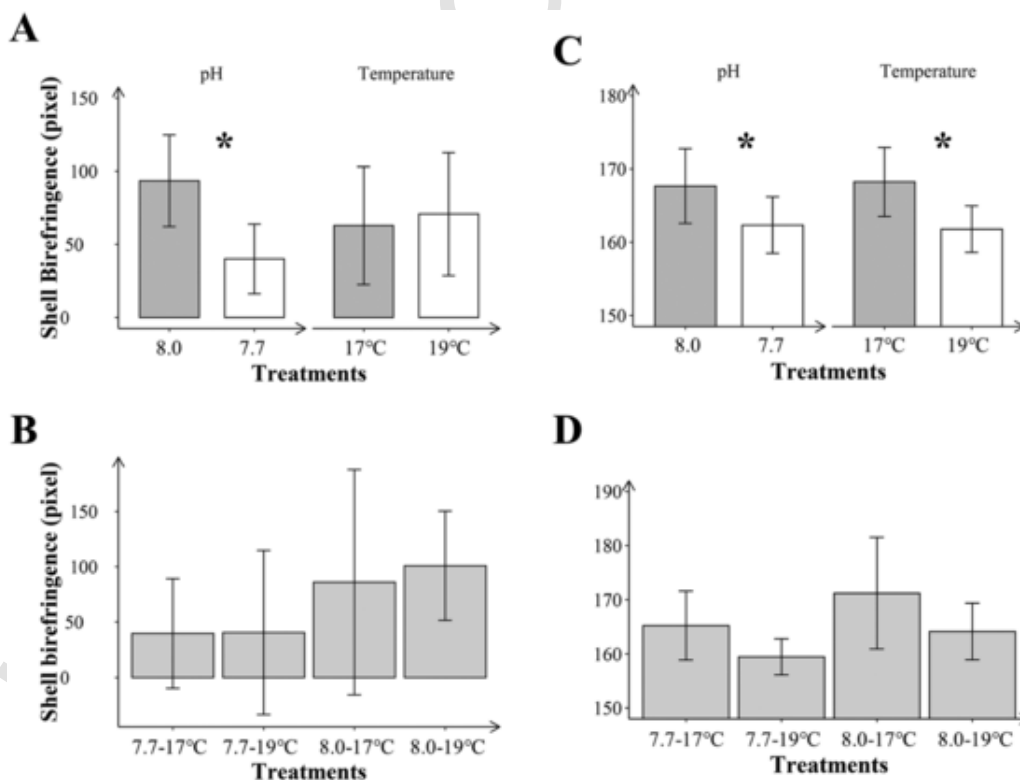 A
pH
Temperature
Shell Birefringence (pixel)
150
100
50
0
*
8.0
7.7
17°C
19°C
Treatments
C
pH
Temperature
180
170
160
150
*
*
8.0
7.7
17°C
19°C
Treatments
B
Shell birefringence (pixel)
150
100
50
0
7.7-17°C
7.7-19°C
8.0-17°C
8.0-19°C
Treatments
D
190
180
170
160
150
7.7-17°C
7.7-19°C
8.0-17°C
8.0-19°C
Treatments